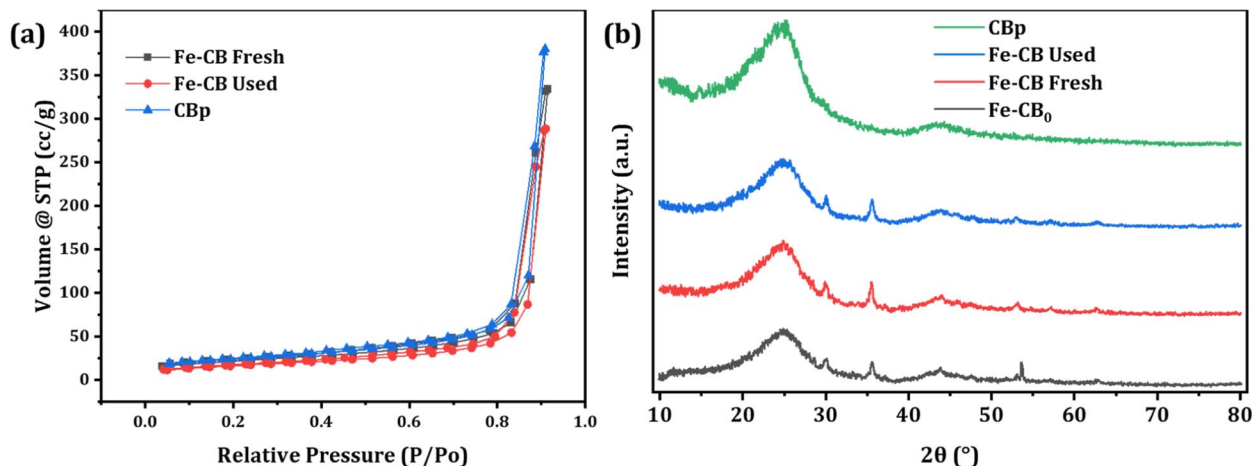 (a)
Fe-CB Fresh
Fe-CB Used
CBp
Volume @ STP (cc/g)
400
350
300
250
200
150
100
50
0
0.0 0.2 0.4 0.6 0.8 1.0
Relative Pressure (P/Po)
(b)
CBp
Fe-CB Used
Fe-CB Fresh
Fe-CB₀
Intensity (a.u.)
10 20 30 40 50 60 70 80
2θ (°)